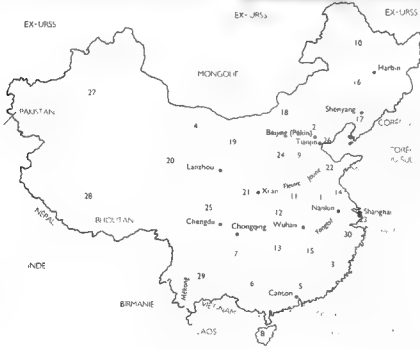 EX-URSS
EX-URSS
EX-URSS
10
Harbin
MONGOLIE
16
27
Shenyang
18
17
PAKISTAN
4
Beijing (Pékin)
2
Tianjin
26
19
24
9
20
Lanzhou
22
Jaune
Fleuve
21
Xian
11
1
14
28
25
Nankin
Shanghai
12
NEPAL
BHOUTAN
Chengdu
Wuhan
Yangzi
23
Chongqing
30
7
13
15
INDE
3
29
Mekong
6
5
BIRMANIE
Canton
VIETNAM
LAOS
8